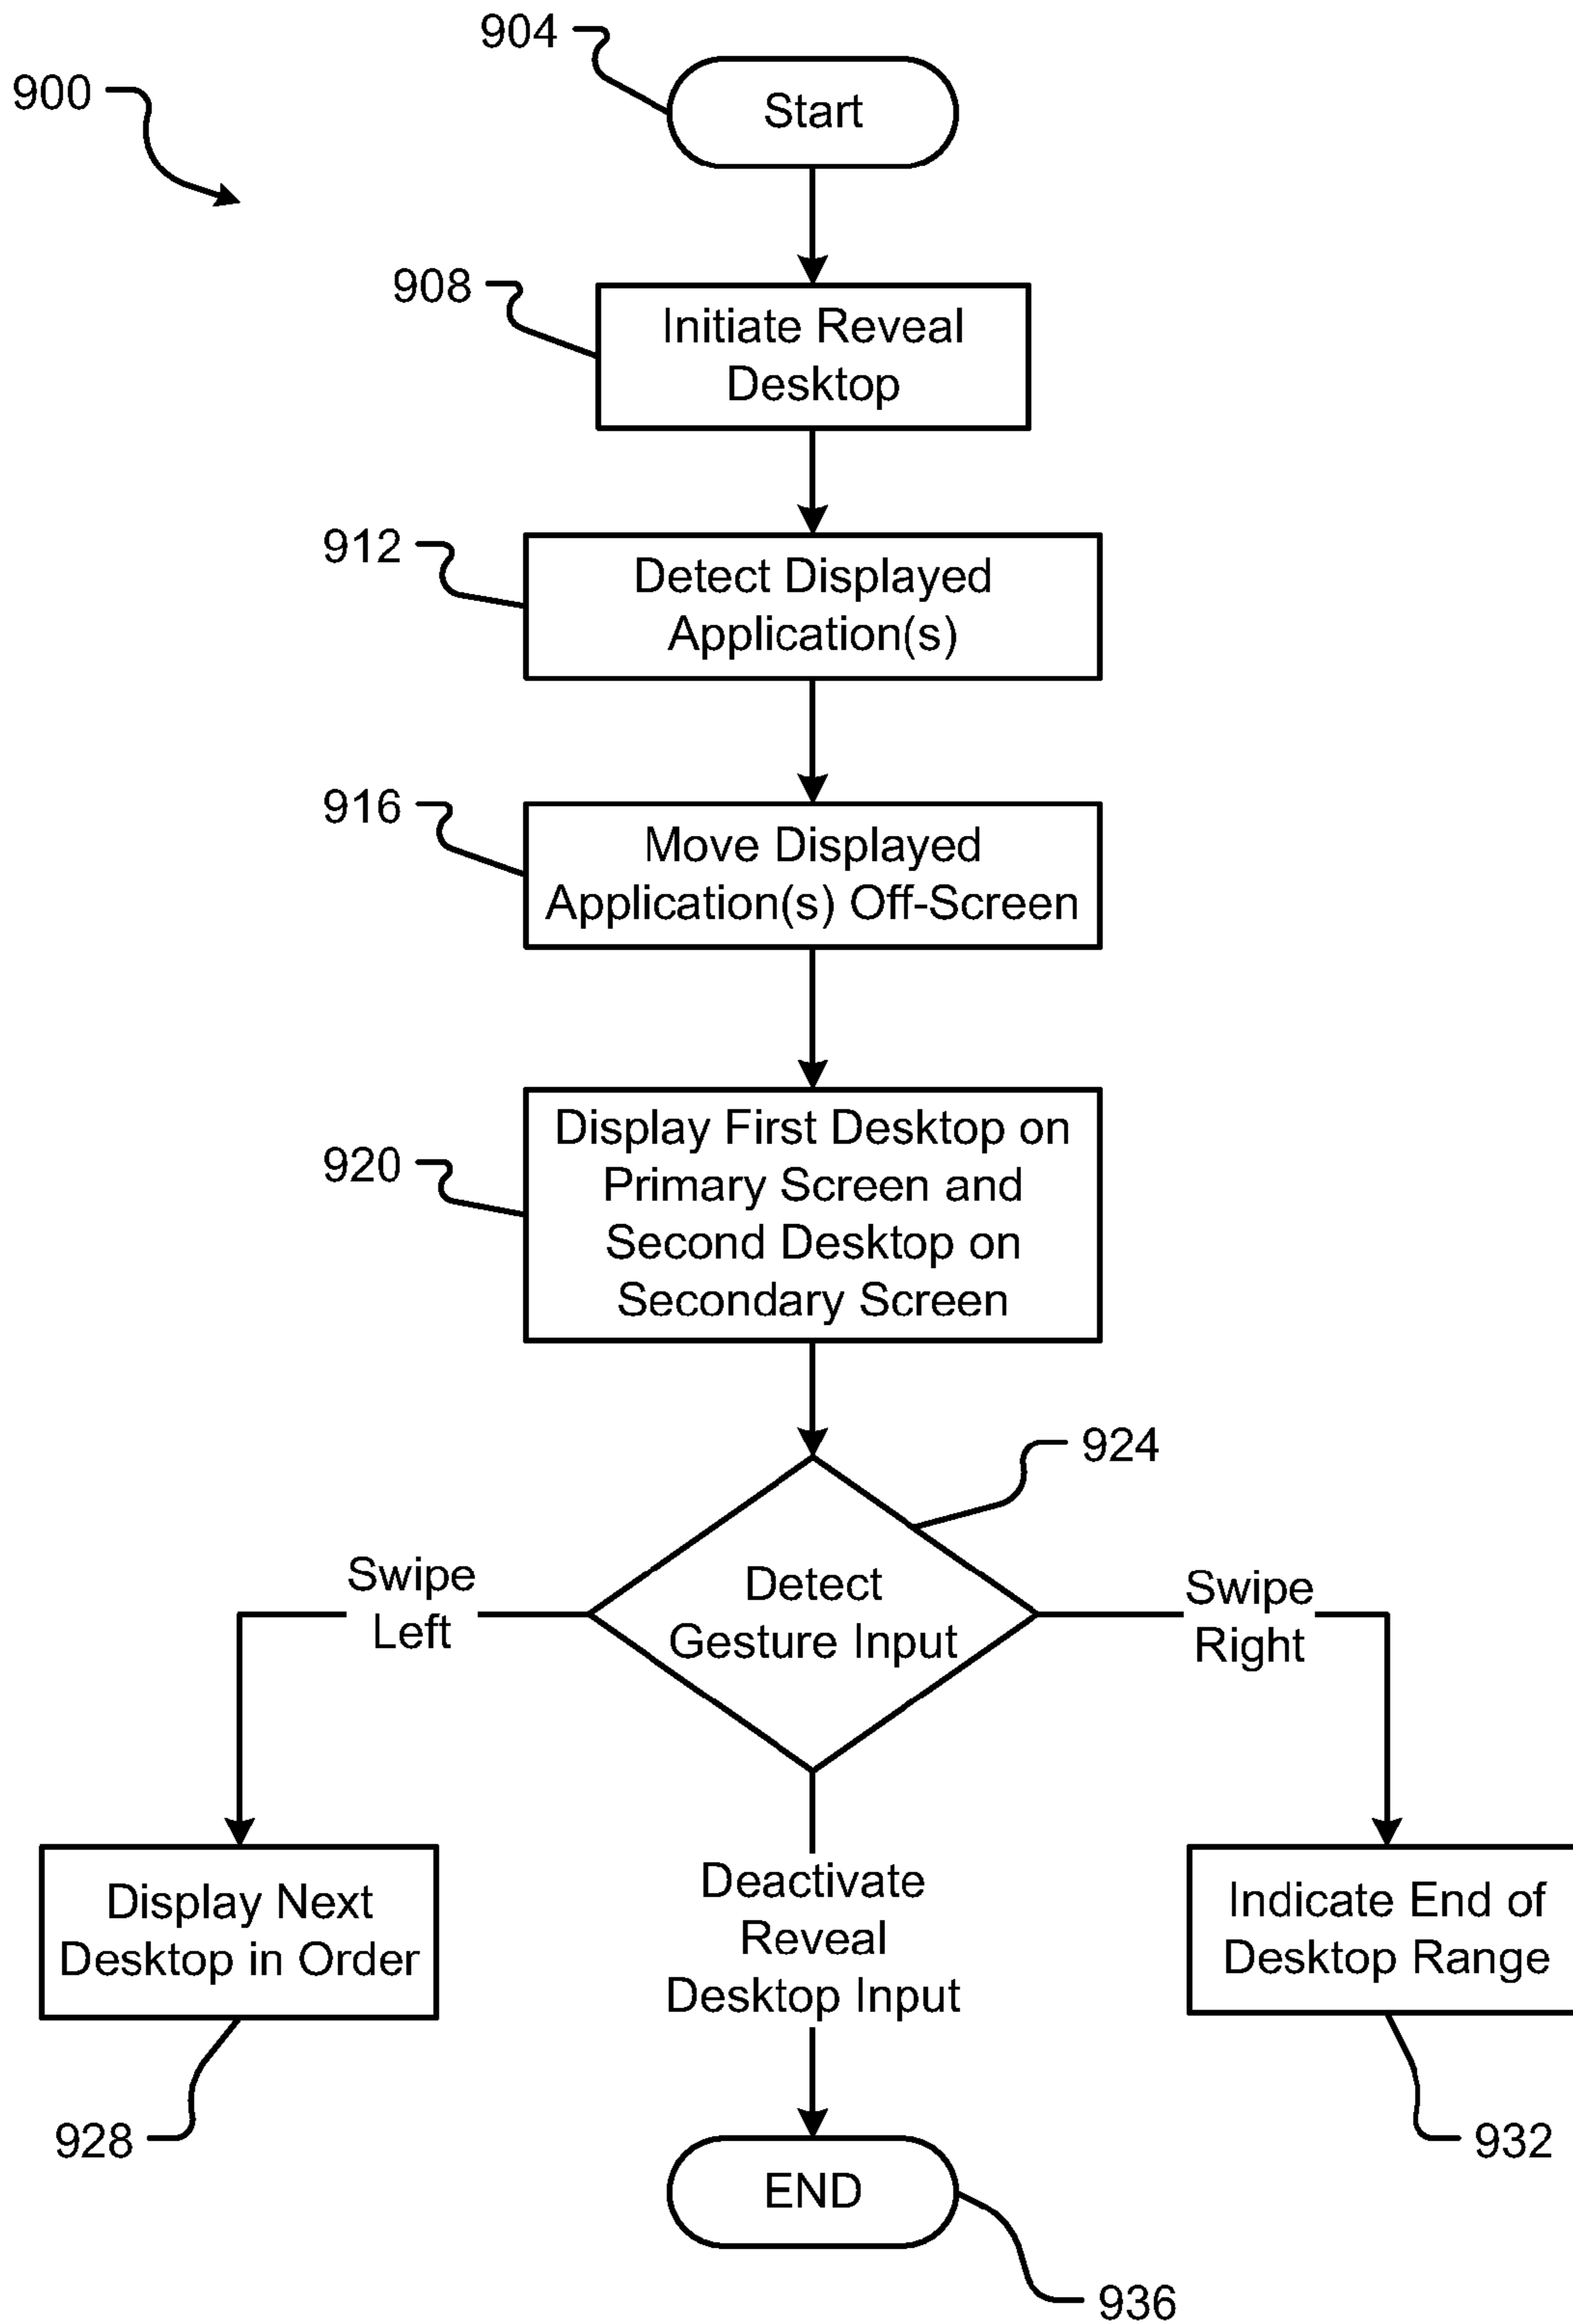 904
900
Start
908
Initiate Reveal
Desktop
912
Detect Displayed
Application(s)
916
Move Displayed
Application(s) Off-Screen
920
Display First Desktop on
Primary Screen and
Second Desktop on
Secondary Screen
924
Detect
Gesture Input
Swipe
Left
Swipe
Right
Deactivate
Reveal
Desktop Input
Display Next
Desktop in Order
Indicate End of
Desktop Range
928
932
END
936